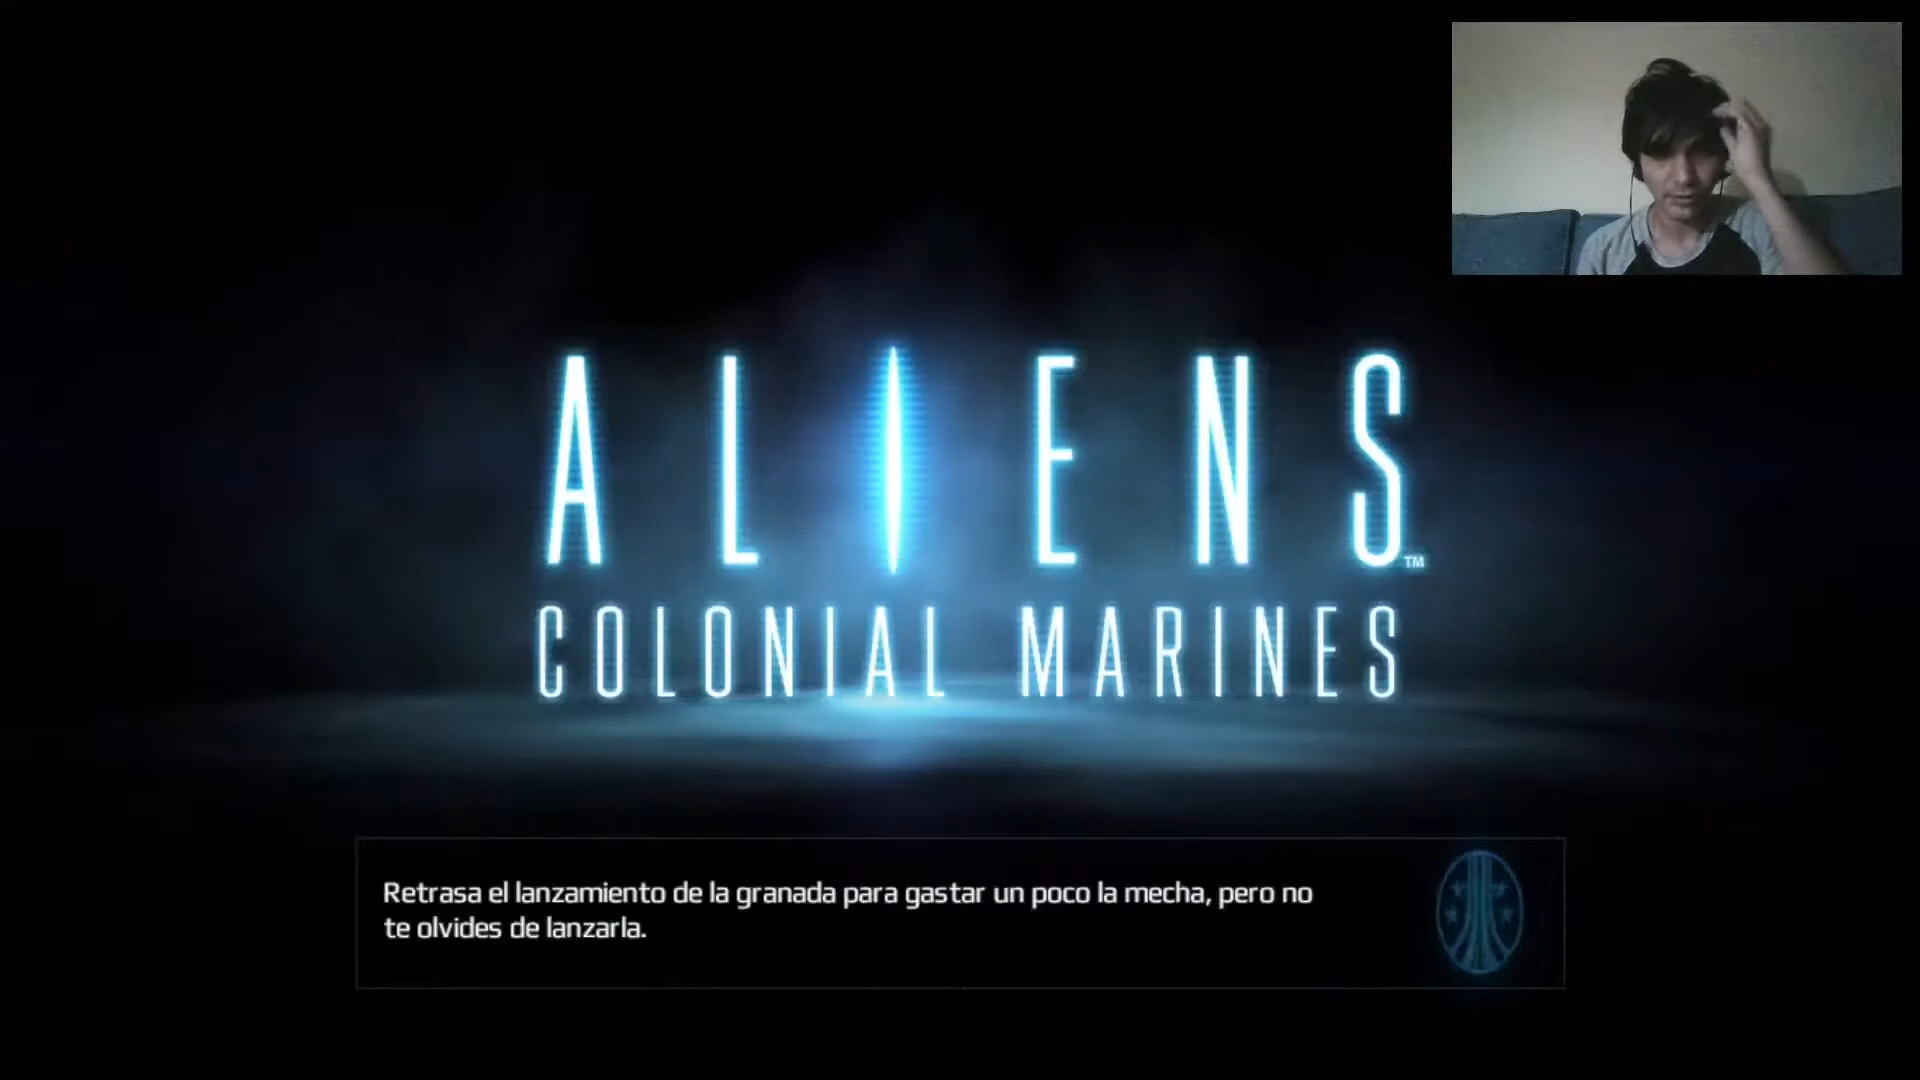 ALIENS™
COLONIAL MARINES
Retrasa el lanzamiento de la granada para gastar un poco la mecha, pero no
te olvides de lanzarla.